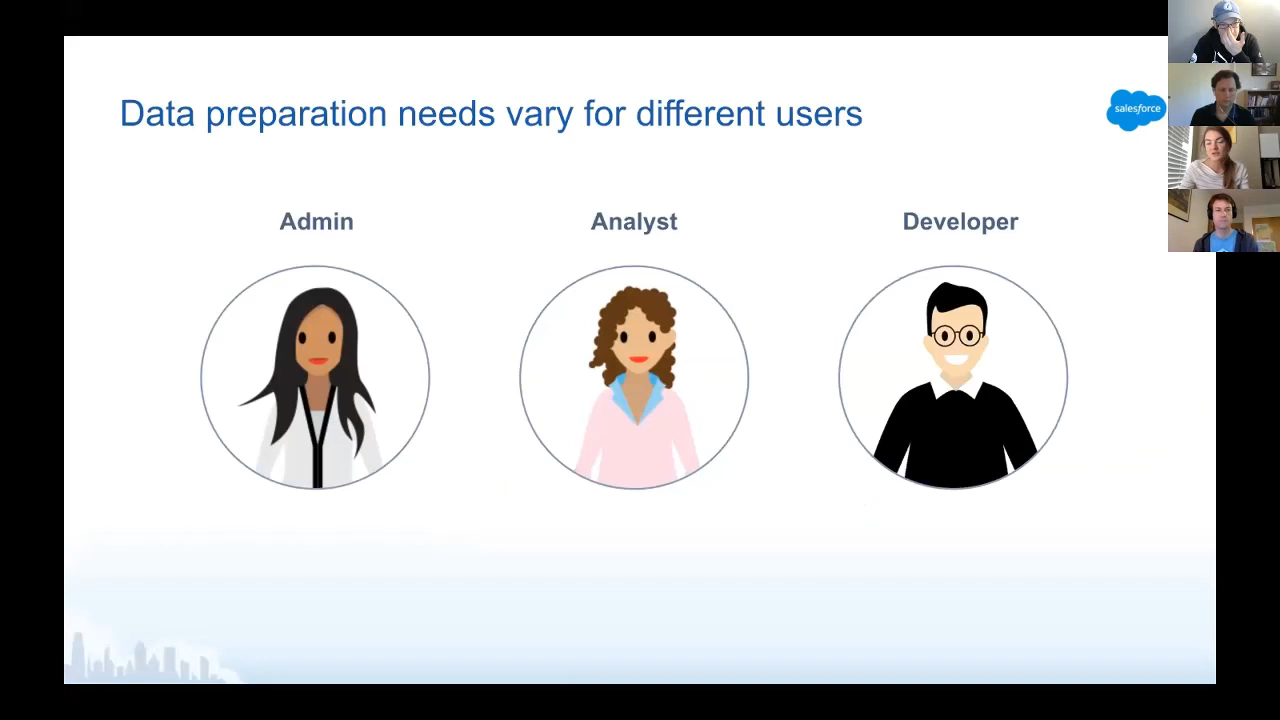 Data preparation needs vary for different users
salesforce
Admin
Analyst
Developer